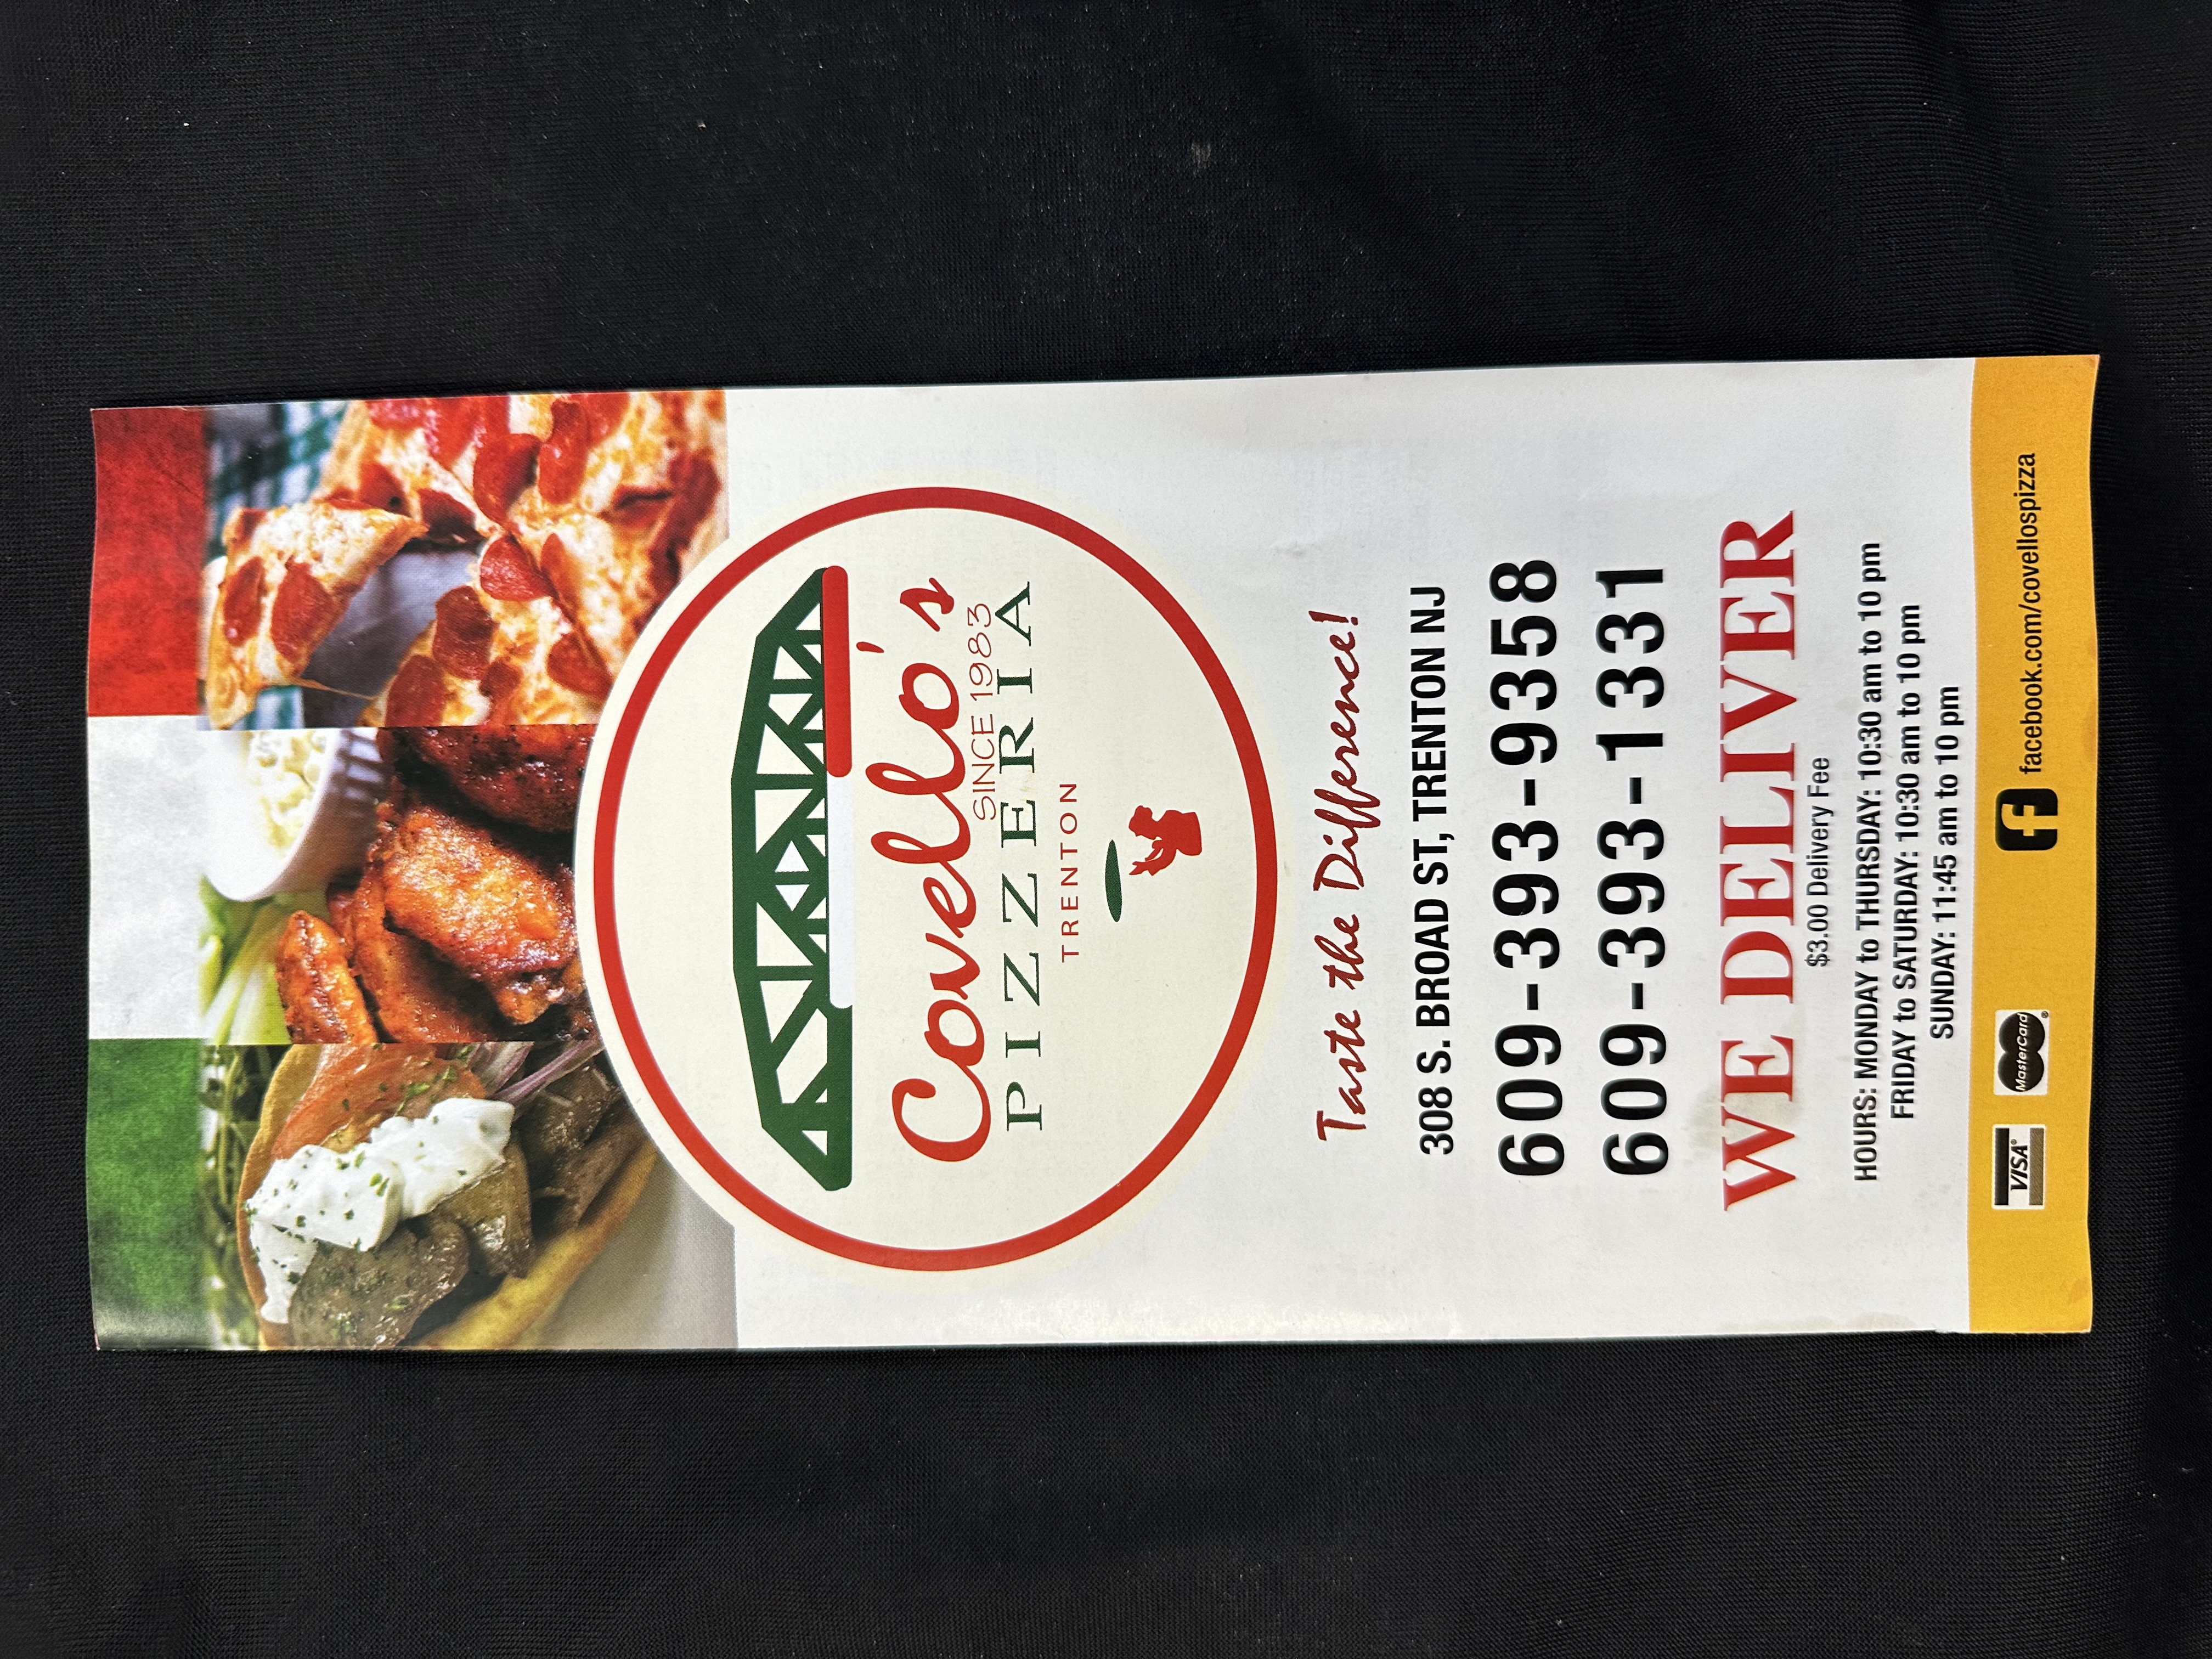 Covello's
SINCE 1983
PIZZERIA
TRENTON
Taste the Difference!
308 S. BROAD ST, TRENTON NJ
609-393-9358
609-393-1331
WE DELIVER
$3.00 Delivery Fee
HOURS: MONDAY to THURSDAY: 10:30 am to 10 pm
FRIDAY to SATURDAY: 10:30 am to 10 pm
SUNDAY: 11:45 am to 10 pm
VISA® MasterCard® f facebook.com/covellospizza